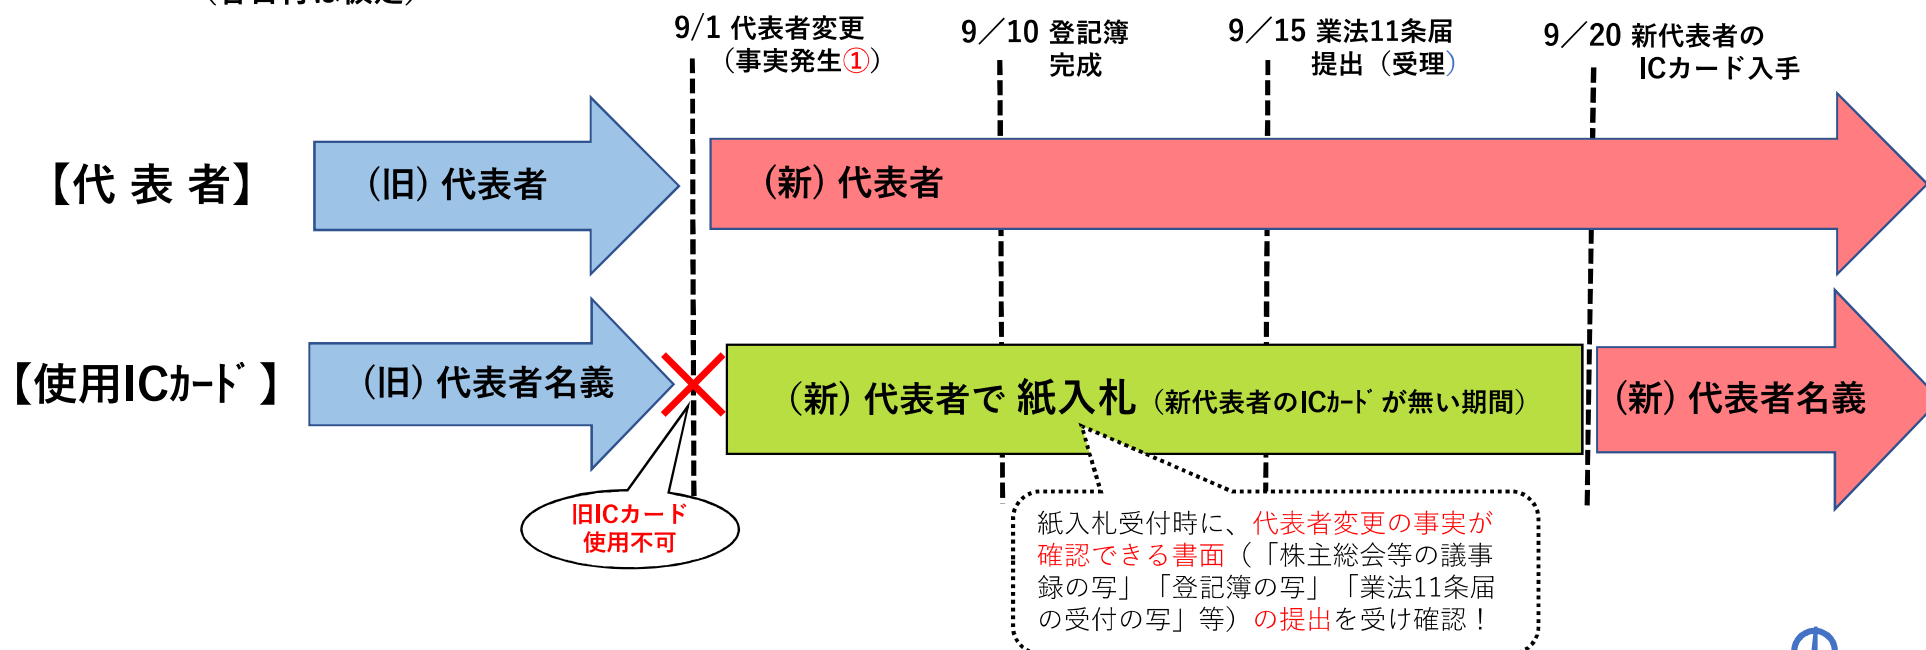 (各日付は仮定)
9/1 代表者変更
(事実発生①)
9／10 登記簿
完成
9／15 業法11条届
提出（受理）
9／20 新代表者の
ICカード入手
【代 表 者】
(旧) 代表者
(新) 代表者
【使用ICｶｰﾄﾞ】
(旧) 代表者名義
(新) 代表者で 紙入札（新代表者のICｶｰﾄﾞが無い期間）
(新) 代表者名義
旧ICカード
使用不可
紙入札受付時に、代表者変更の事実が
確認できる書面（「株主総会等の議事
録の写」「登記簿の写」「業法11条届
の受付の写」等）の提出を受け確認！